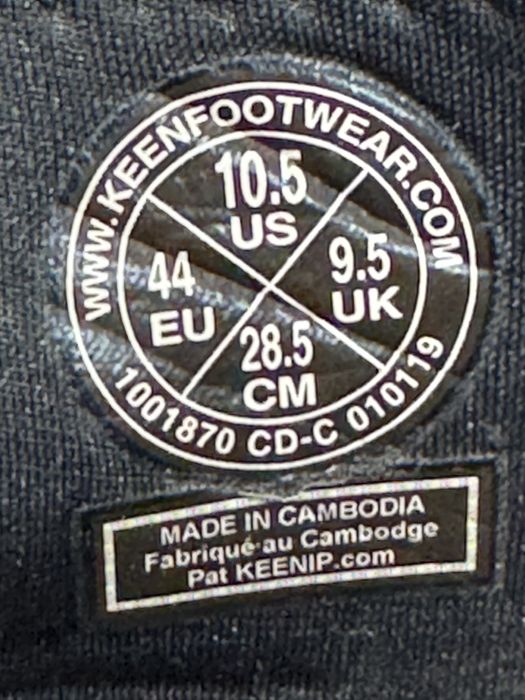 WWW.KEENFOOTWEAR.COM
10.5
US
44
EU
9.5
UK
28.5
CM
1001870 CD-C 010119
MADE IN CAMBODIA
Fabriqué au Cambodge
Pat KEENIP.com